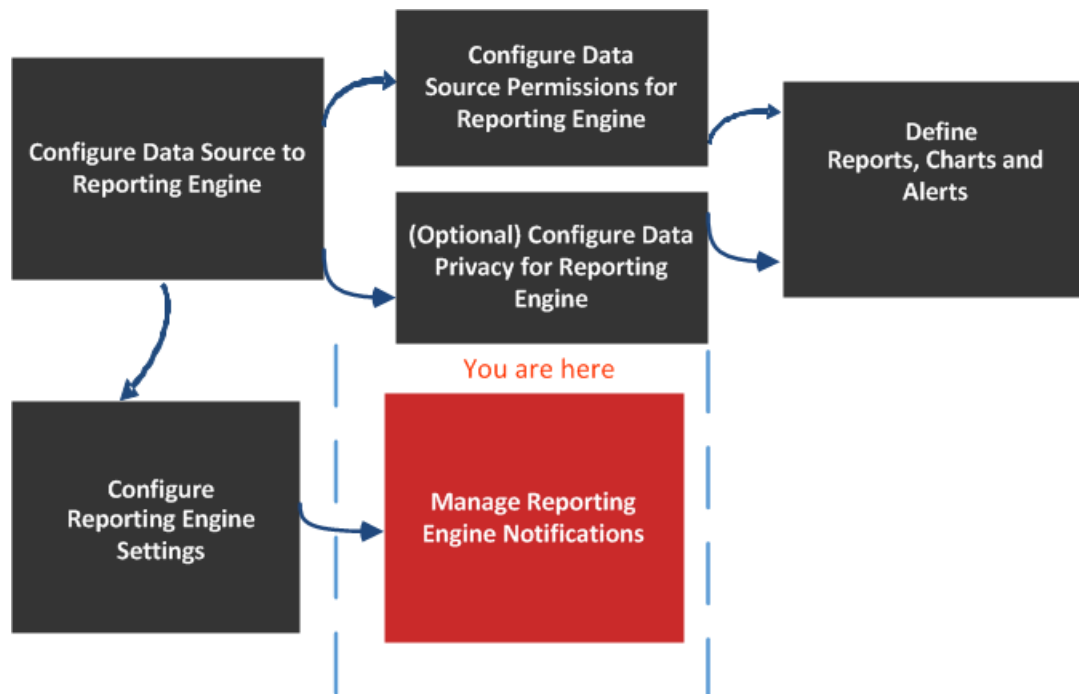 Configure Data Source to
Reporting Engine
Configure Data
Source Permissions for
Reporting Engine
(Optional) Configure Data
Privacy for Reporting
Engine
Define
Reports, Charts and
Alerts
You are here
Configure
Reporting Engine
Settings
Manage Reporting
Engine Notifications